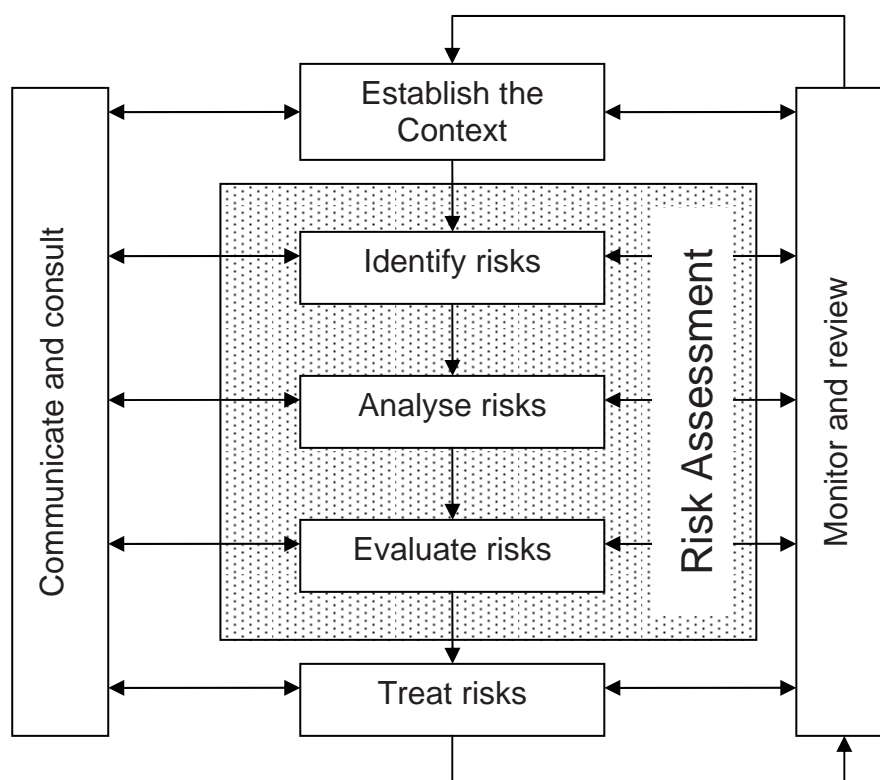 Establish the
Context
Communicate and consult
Identify risks
Analyse risks
Evaluate risks
Risk Assessment
Monitor and review
Treat risks